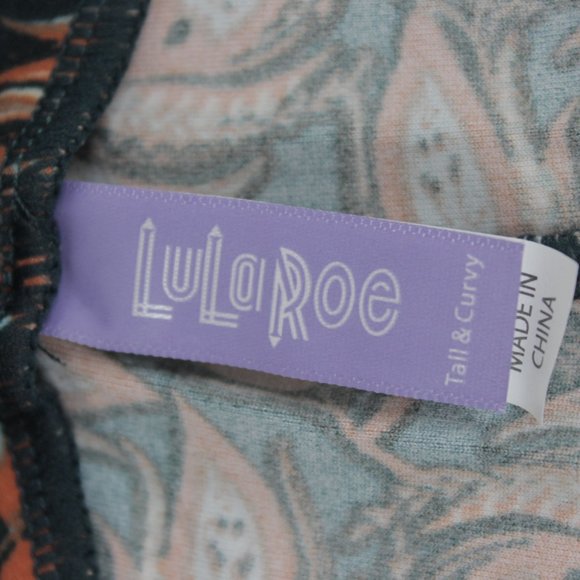 LuLaRoe
Tall & Curvy
MADE IN
CHINA